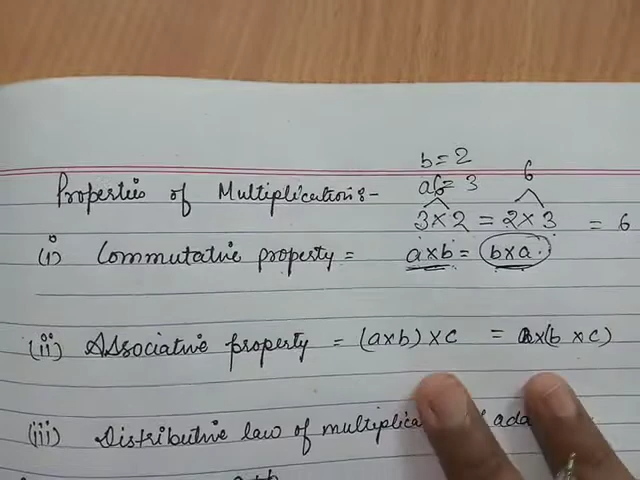 b = 2
a = 3
6
Properties of Multiplication :-
3 × 2 = 2 × 3 = 6
(i) Commutative property = a×b = b×a.
(ii) Associative property = (a×b) × c = a×(b × c)
(iii) Distributive law of